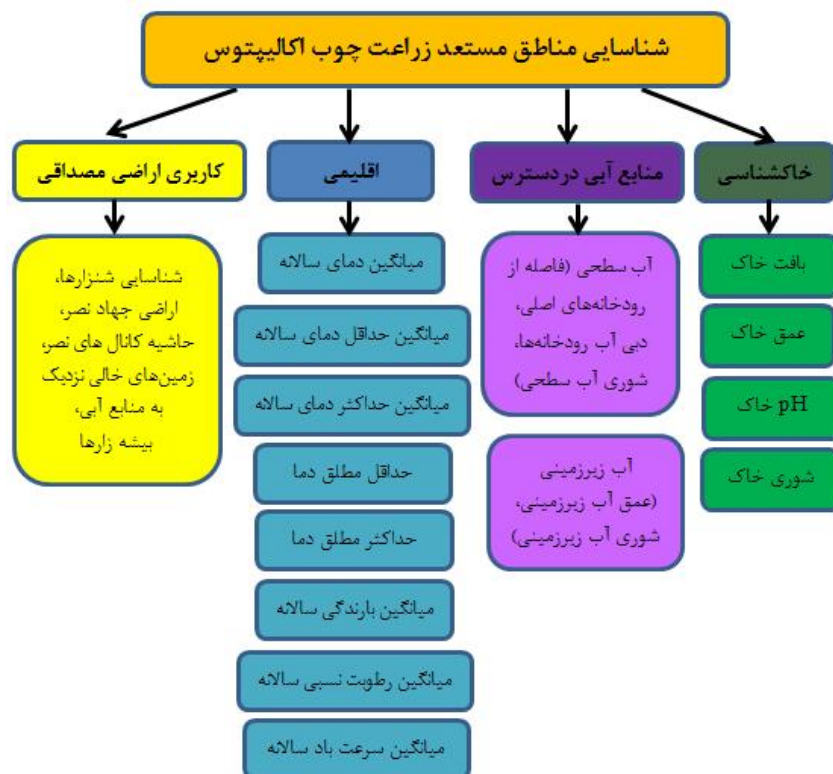 شناسایی مناطق مستعد زراعت چوب اکالیپتوس
خاکشناسی
بافت خاک
عمق خاک
pH خاک
شوری خاک
منابع آبی دردسترس
آب سطحی (فاصله از
رودخانه‌های اصلی،
دبی آب رودخانه‌ها،
شوری آب سطحی)
آب زیرزمینی
(عمق آب زیرزمینی،
شوری آب زیرزمینی)
اقلیمی
میانگین دمای سالانه
میانگین حداقل دمای سالانه
میانگین حداکثر دمای سالانه
حداقل مطلق دما
حداکثر مطلق دما
میانگین بارندگی سالانه
میانگین رطوبت نسبی سالانه
میانگین سرعت باد سالانه
کاربری اراضی مصداقی
شناسایی شنزارها،
اراضی جهاد نصر،
حاشیه کانال های نصر،
زمین‌های خالی نزدیک
به منابع آبی،
بیشه زارها